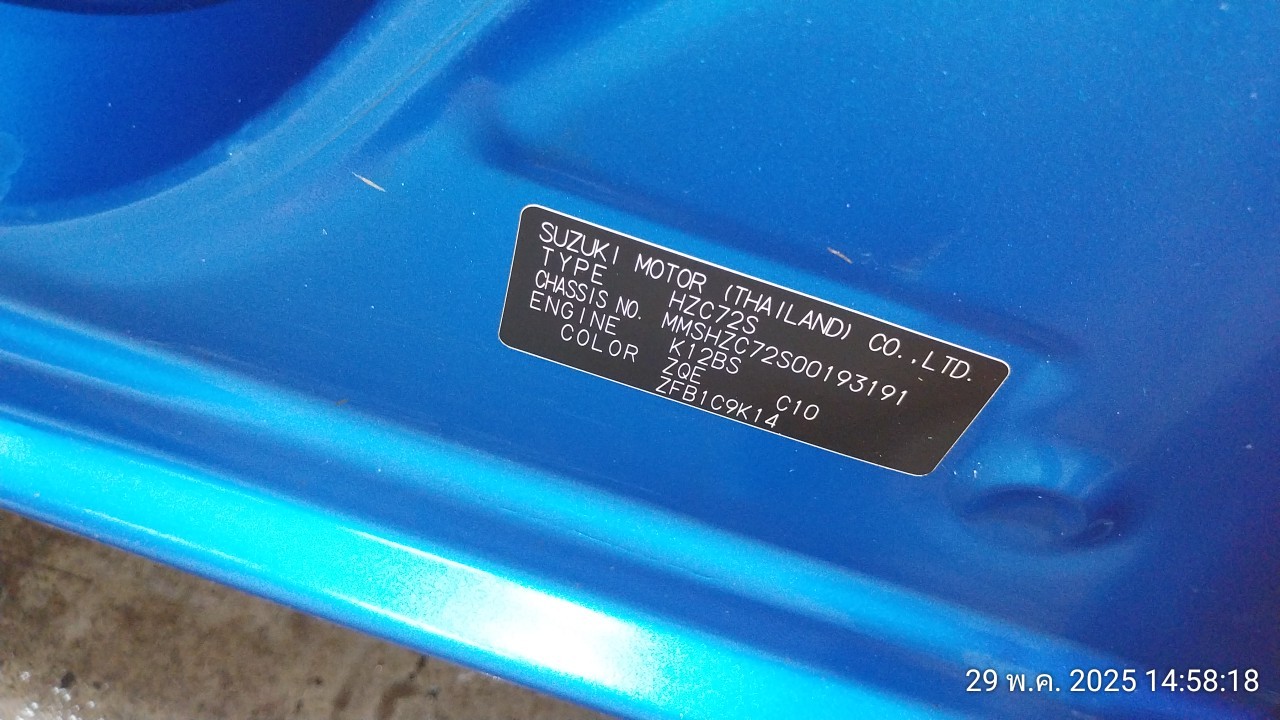 SUZUKI MOTOR (THAILAND) CO.,LTD.
TYPE HZC72S
CHASSIS NO. MMSHZC72S00193191
ENGINE K12BS
COLOR ZQE C10
ZFB1C9K14
29 พ.ค. 2025 14:58:18